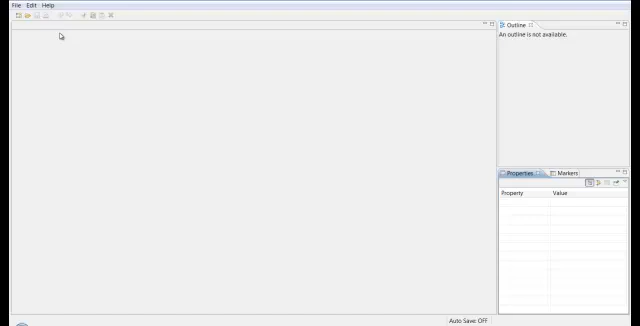 File Edit Help
Outline
An outline is not available.
Properties Markers
Property Value
Auto Save: OFF